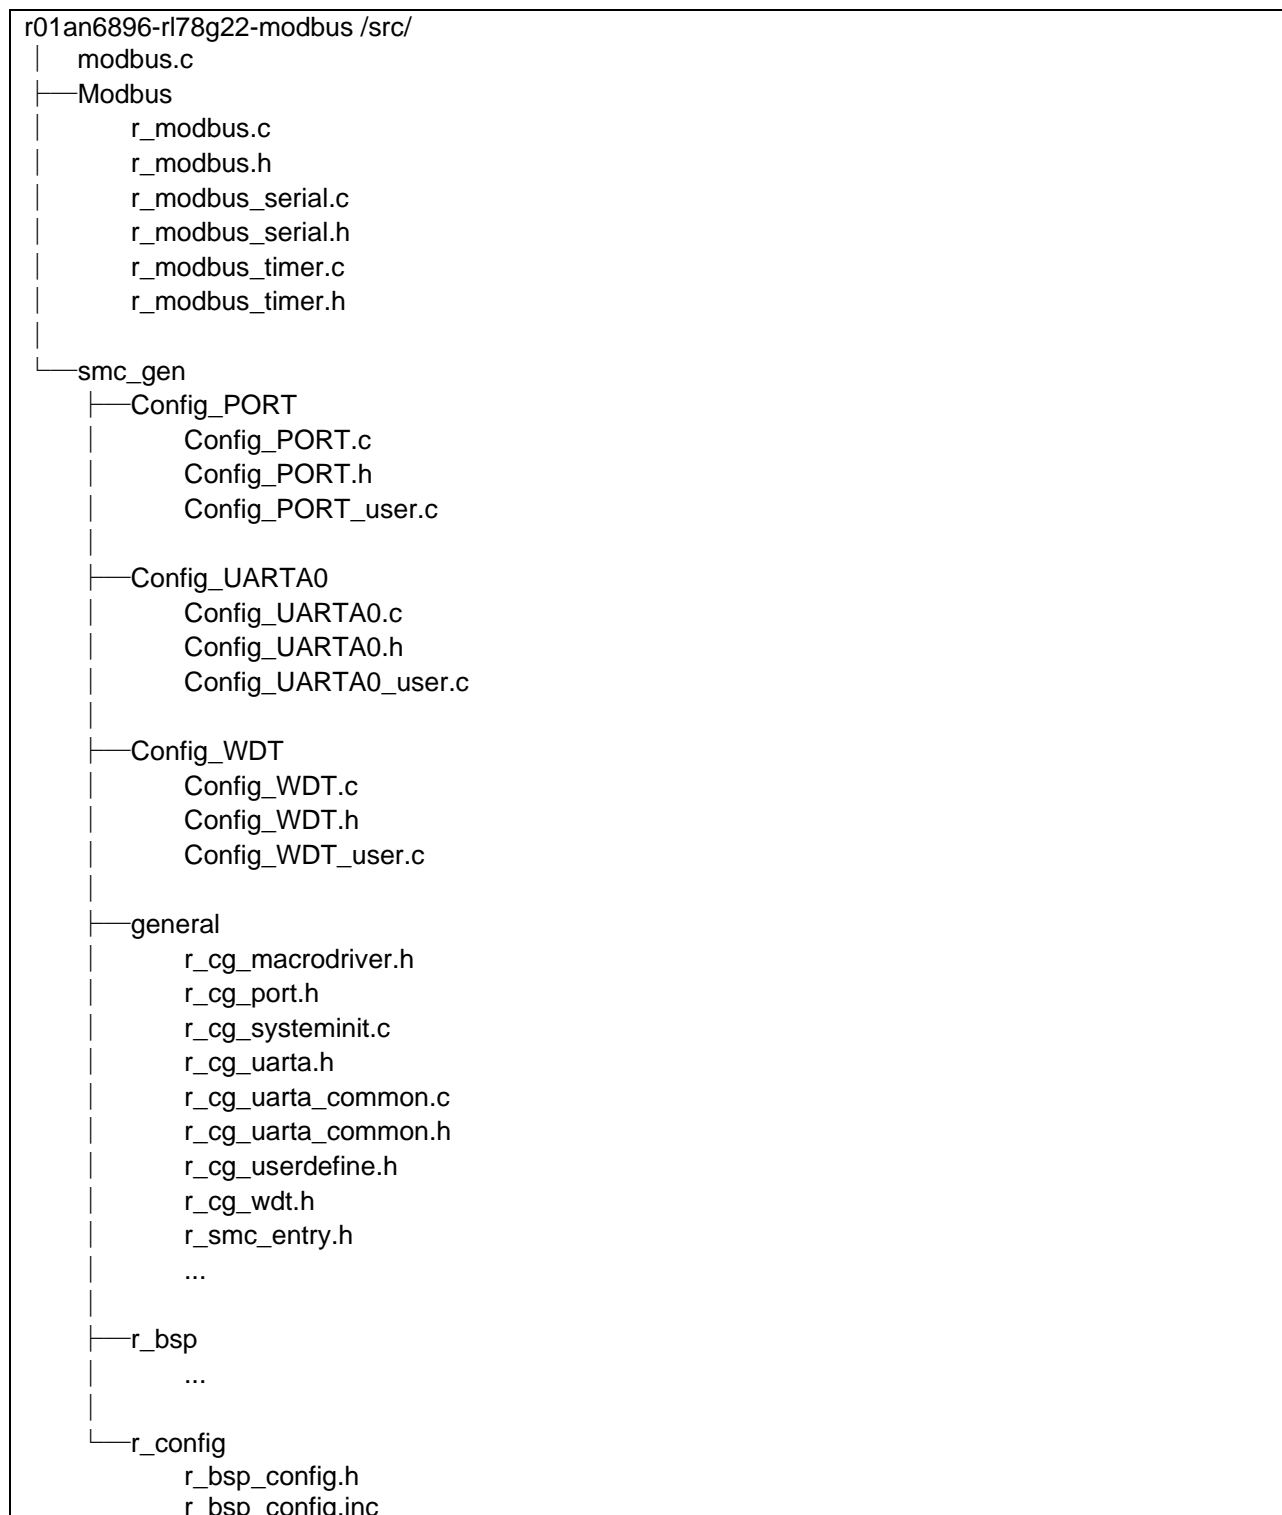 r01an6896-rl78g22-modbus /src/
modbus.c
Modbus
r_modbus.c
r_modbus.h
r_modbus_serial.c
r_modbus_serial.h
r_modbus_timer.c
r_modbus_timer.h
smc_gen
Config_PORT
Config_PORT.c
Config_PORT.h
Config_PORT_user.c
Config_UARTA0
Config_UARTA0.c
Config_UARTA0.h
Config_UARTA0_user.c
Config_WDT
Config_WDT.c
Config_WDT.h
Config_WDT_user.c
general
r_cg_macrodriver.h
r_cg_port.h
r_cg_systeminit.c
r_cg_uarta.h
r_cg_uarta_common.c
r_cg_uarta_common.h
r_cg_userdefine.h
r_cg_wdt.h
r_smc_entry.h
...
r_bsp
...
r_config
r_bsp_config.h
r_bsp_config.inc